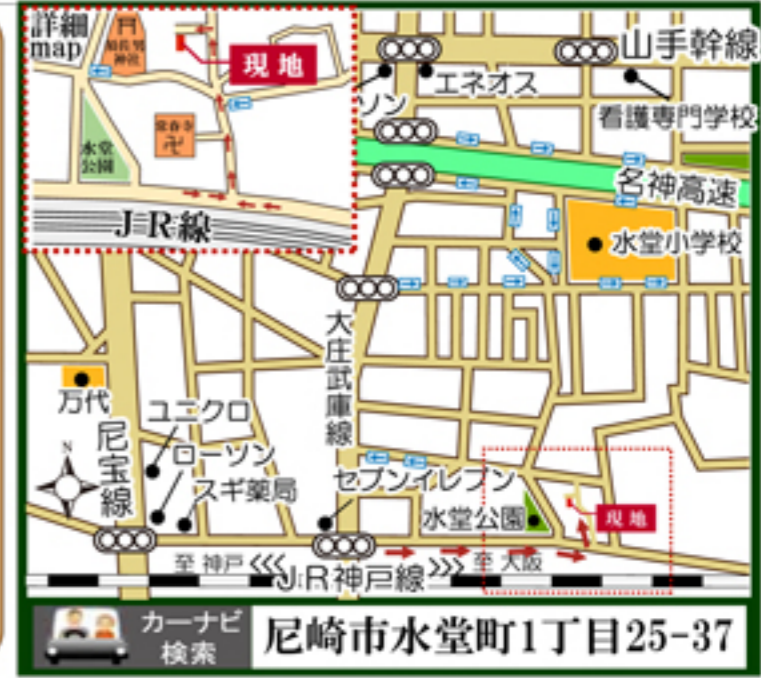 詳細
map
神社
現地
常春寺
水堂
公園
JR線
山手幹線
エネオス
ソン
看護専門学校
名神高速
水堂小学校
大庄武庫線
万代
尼宝線
ユニクロ
ローソン
スギ薬局
N
セブンイレブン
水堂公園
現地
至 神戸
JR神戸線
至 大阪
カーナビ
検索
尼崎市水堂町1丁目25-37